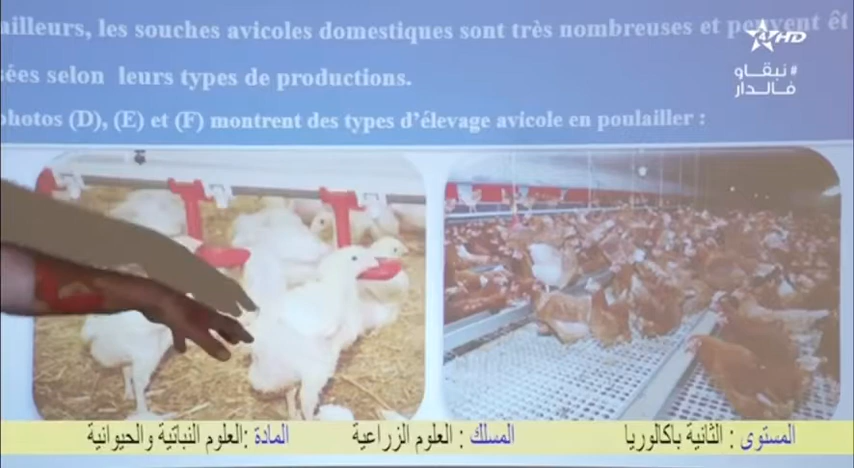 ailleurs, les souches avicoles domestiques sont très nombreuses et peuvent êt
sées selon leurs types de productions.
photos (D), (E) et (F) montrent des types d'élevage avicole en poulailler :
4 HD
#نبقاو
فالدار
المستوى : الثانية باكالوريا
المسلك : العلوم الزراعية
المادة :العلوم النباتية والحيوانية